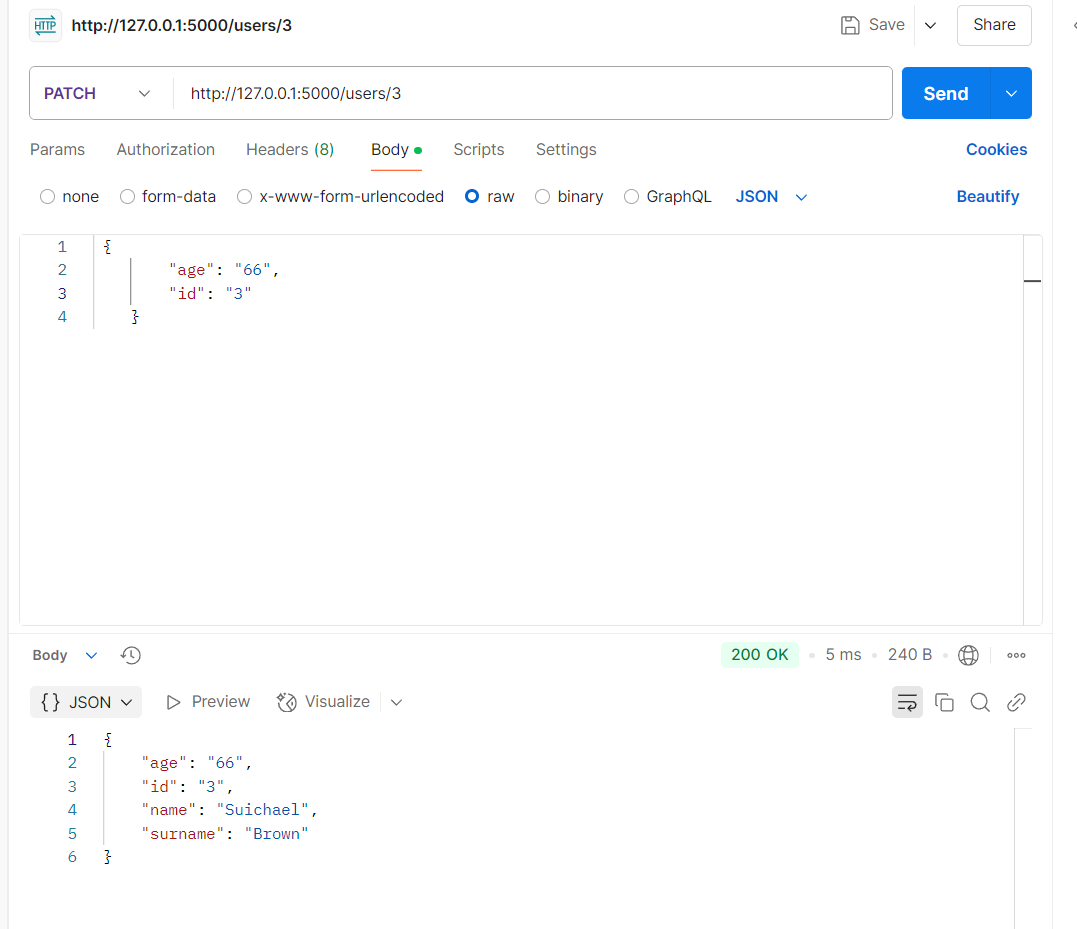 HTTP http://127.0.0.1:5000/users/3 Save Share
PATCH http://127.0.0.1:5000/users/3 Send
Params Authorization Headers (8) Body Scripts Settings Cookies
none form-data x-www-form-urlencoded raw binary GraphQL JSON Beautify
1 {
2 "age": "66",
3 "id": "3"
4 }
Body 200 OK 5 ms 240 B
{} JSON Preview Visualize
1 {
2 "age": "66",
3 "id": "3",
4 "name": "Suichael",
5 "surname": "Brown"
6 }